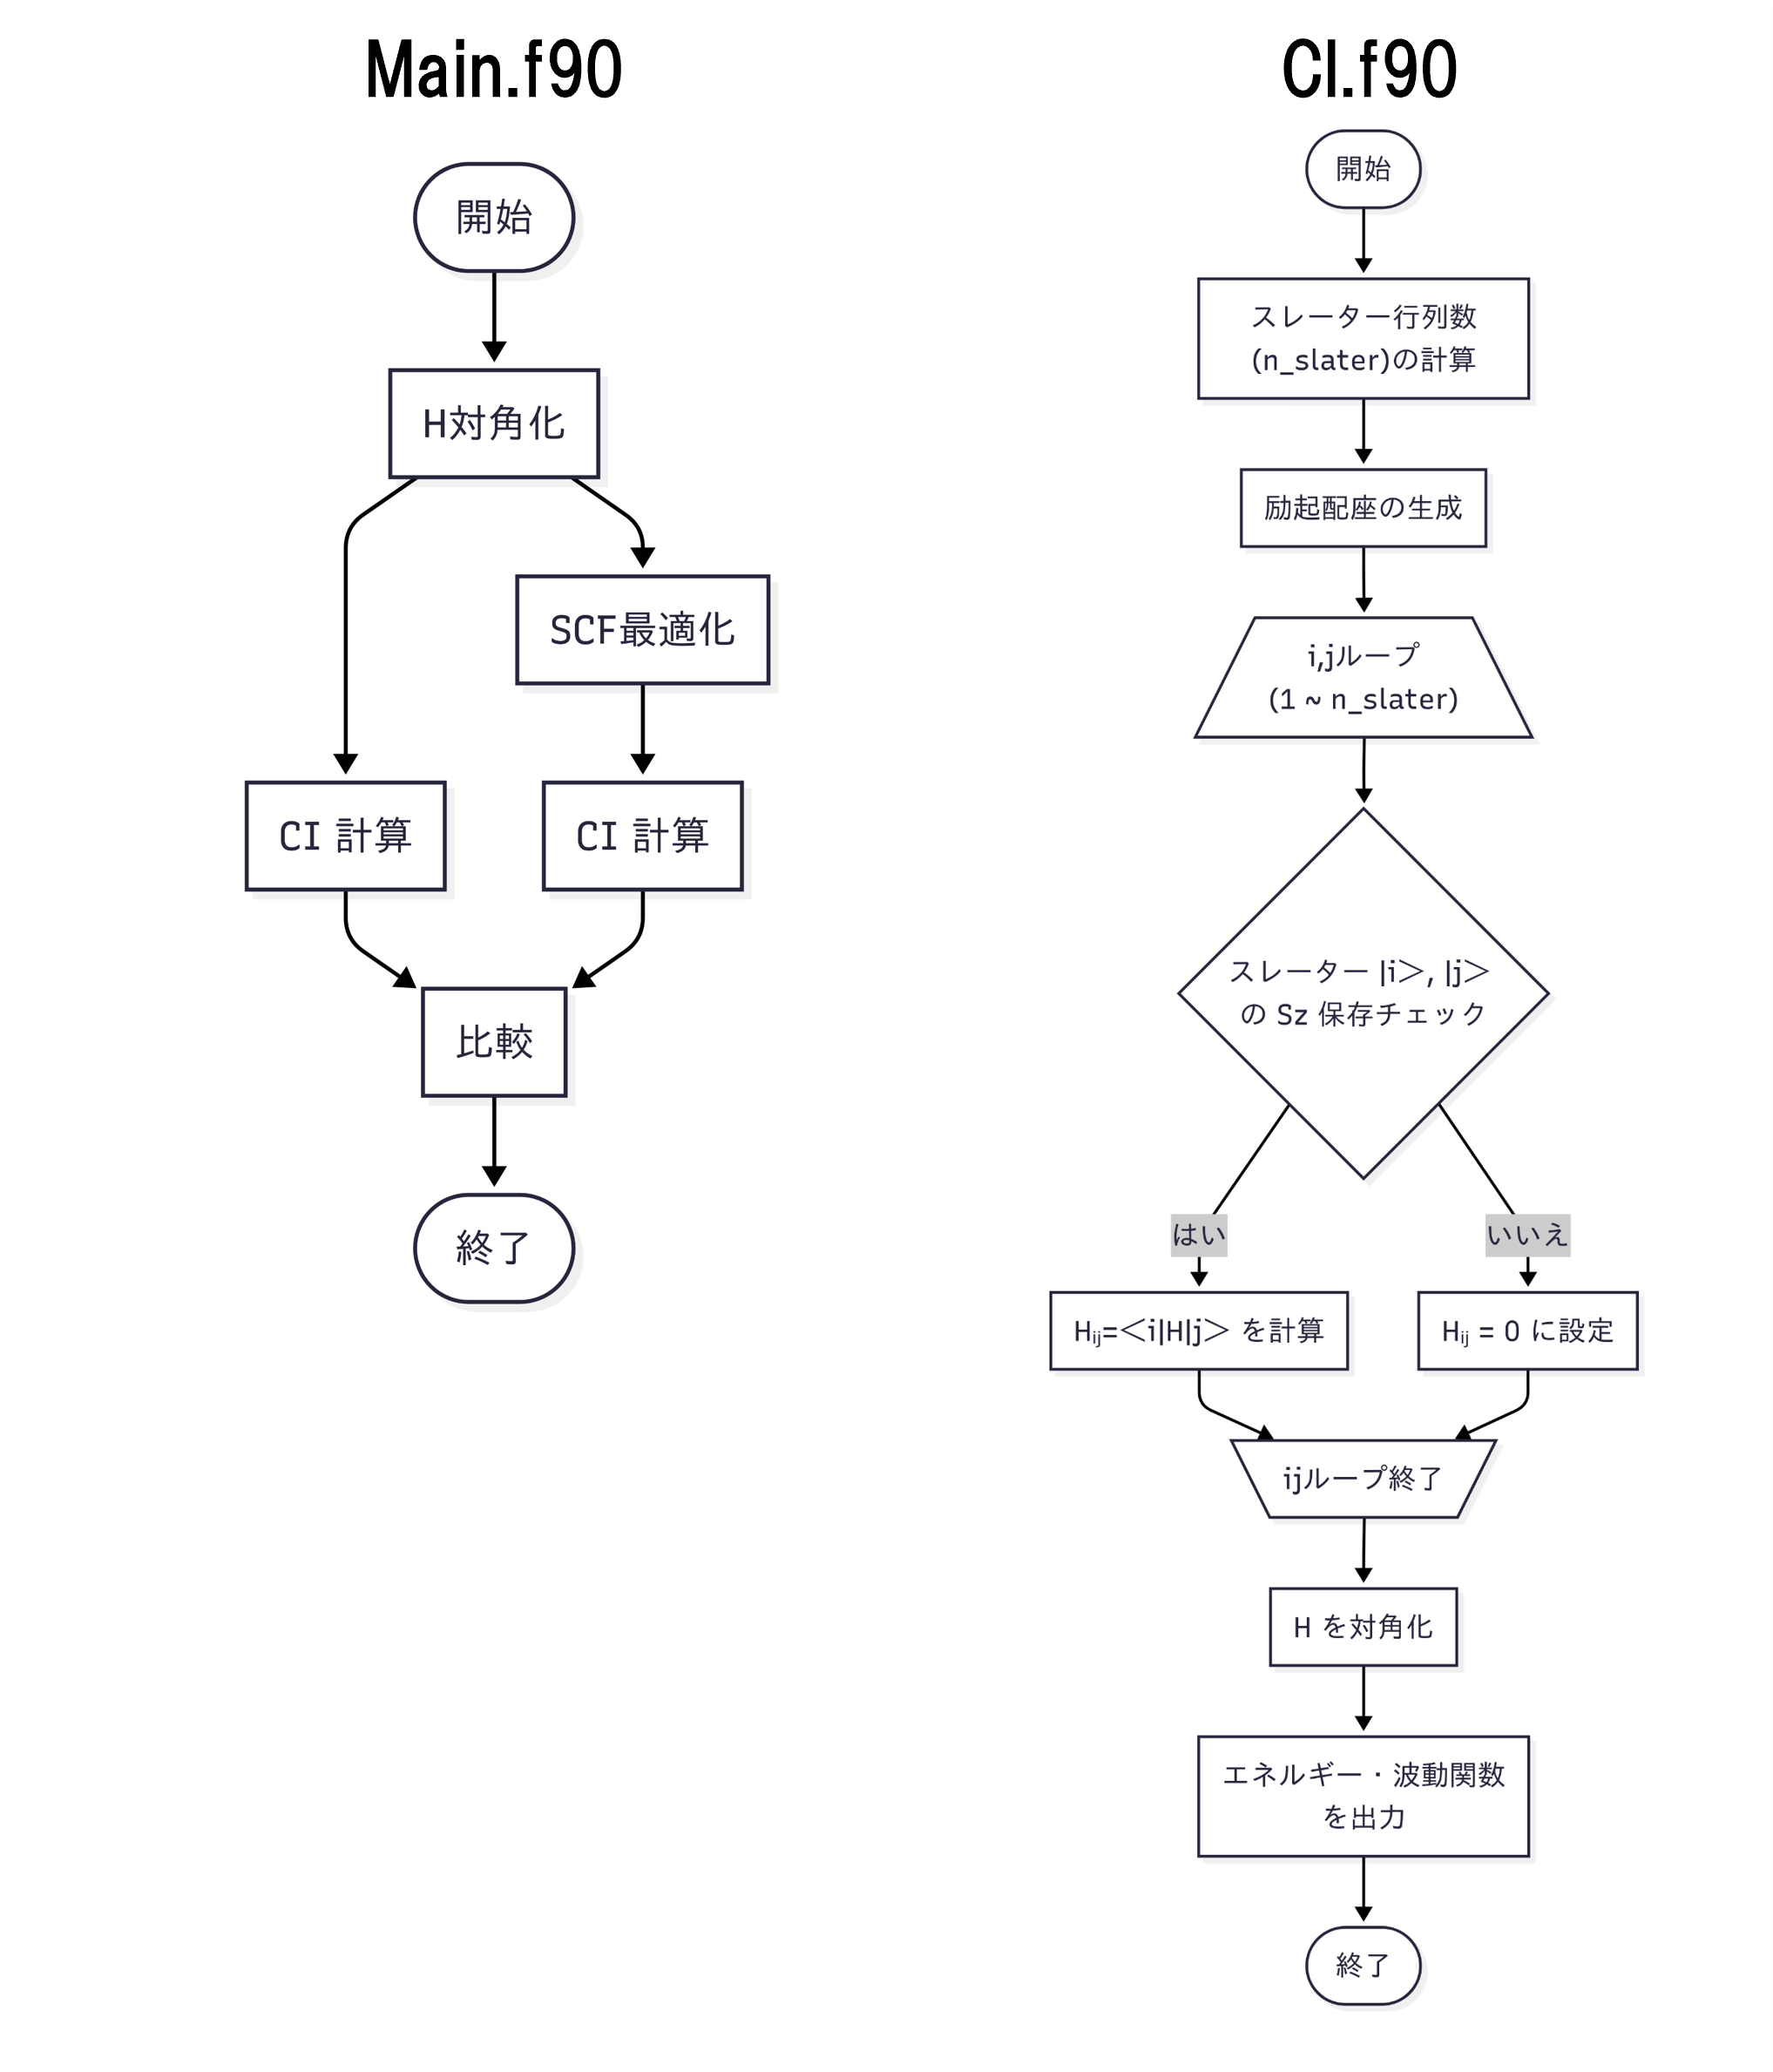 Main.f90
開始
H対角化
SCF最適化
CI 計算
CI 計算
比較
終了
CI.f90
開始
スレーター行列数
(n_slater)の計算
励起配座の生成
i,jループ
(1 ~ n_slater)
スレーター |i>, |j>
の Sz 保存チェック
はい
いいえ
Hᵢⱼ=<i|H|j> を計算
Hᵢⱼ = 0 に設定
ijループ終了
H を対角化
エネルギー・波動関数
を出力
終了